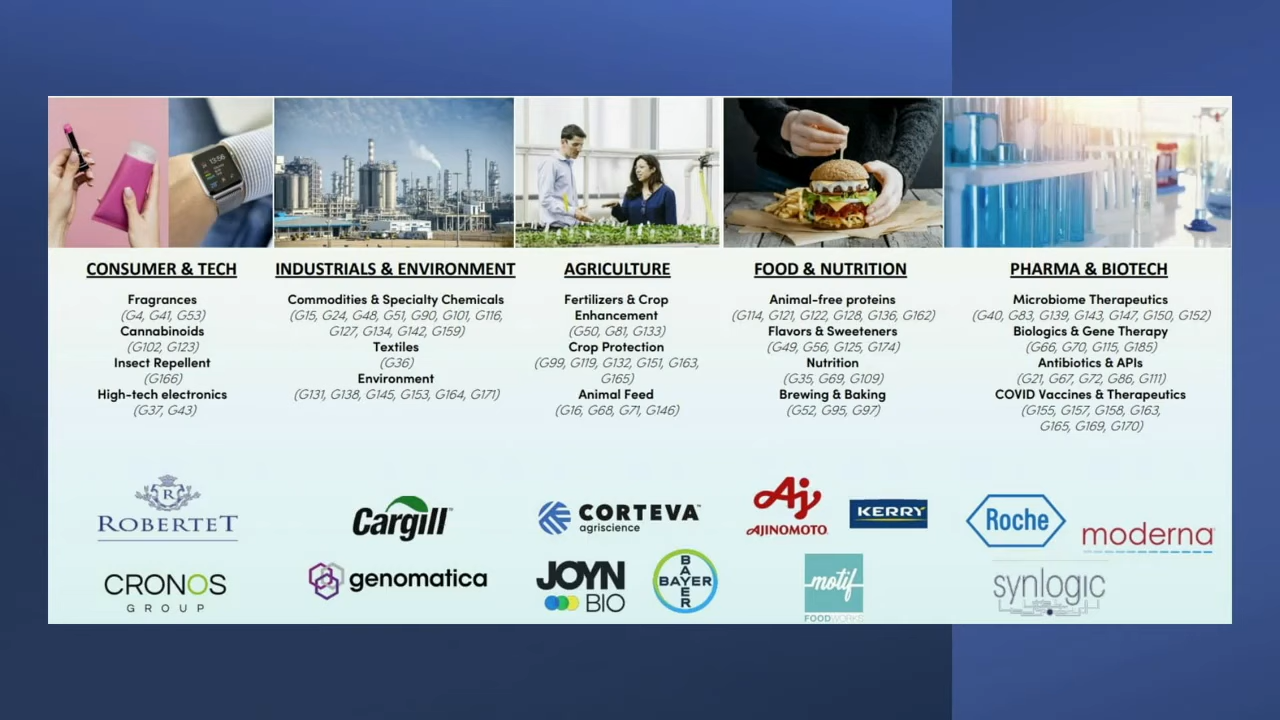 CONSUMER & TECH
Fragrances
(G4, G41, G53)
Cannabinoids
(G102, G123)
Insect Repellent
(G166)
High-tech electronics
(G37, G43)
ROBERTET
CRONOS
GROUP
INDUSTRIALS & ENVIRONMENT
Commodities & Specialty Chemicals
(G15, G24, G48, G51, G90, G101, G116,
G127, G134, G142, G159)
Textiles
(G36)
Environment
(G131, G138, G145, G153, G164, G171)
Cargill
genomatica
AGRICULTURE
Fertilizers & Crop
Enhancement
(G50, G81, G133)
Crop Protection
(G99, G119, G132, G151, G163,
G165)
Animal Feed
(G16, G68, G71, G146)
CORTEVA
agriscience
JOYN
BIO
BAYER
BAYER
FOOD & NUTRITION
Animal-free proteins
(G114, G121, G122, G128, G136, G162)
Flavors & Sweeteners
(G49, G56, G125, G174)
Nutrition
(G35, G69, G109)
Brewing & Baking
(G52, G95, G97)
Aj
AJINOMOTO
KERRY
motif
FOODWORKS
PHARMA & BIOTECH
Microbiome Therapeutics
(G40, G83, G139, G143, G147, G150, G152)
Biologics & Gene Therapy
(G66, G70, G115, G185)
Antibiotics & APIs
(G21, G67, G72, G86, G111)
COVID Vaccines & Therapeutics
(G155, G157, G158, G163,
G165, G169, G170)
Roche
moderna
synlogic